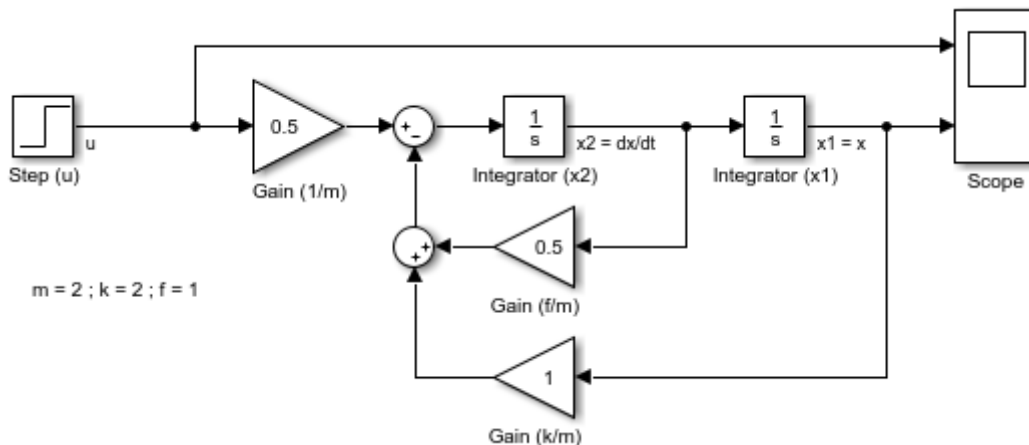 0.5
1
s
1
s
u
x2 = dx/dt
x1 = x
Step (u)
Gain (1/m)
Integrator (x2)
Integrator (x1)
Scope
0.5
m = 2 ; k = 2 ; f = 1
Gain (f/m)
1
Gain (k/m)